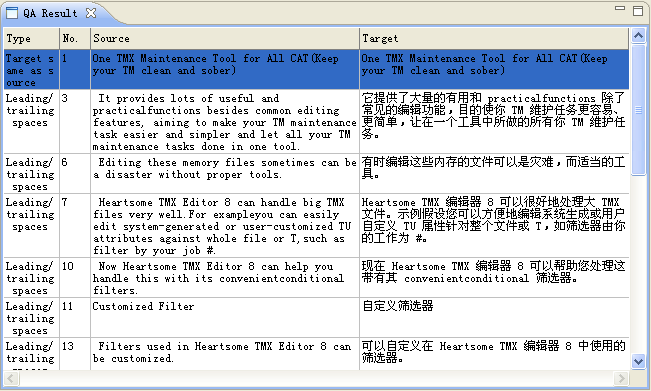 QA Result
Type No. Source Target
Target s
ame as s
ource
1
One TMX Maintenance Tool for All CAT(Keep
your TM clean and sober)
One TMX Maintenance Tool for All CAT(Keep
your TM clean and sober)
Leading/
trailing
spaces
3
It provides lots of useful and
practicalfunctions besides common editing
features, aiming to make your TM maintenance
task easier and simpler and let all your TM
maintenance tasks done in one tool.
它提供了大量的有用和 practicalfunctions 除了
常见的编辑功能,目的使你 TM 维护任务更容易、
更简单,让在一个工具中所做的所有你 TM 维护任
务。
Leading/
trailing
spaces
6
Editing these memory files sometimes can be
a disaster without proper tools.
有时编辑这些内存的文件可以是灾难,而适当的工
具。
Leading/
trailing
spaces
7
Heartsome TMX Editor 8 can handle big TMX
files very well.For exampleyou can easily
edit system-generated or user-customized TU
attributes against whole file or T,such as
filter by your job #.
Heartsome TMX 编辑器 8 可以很好地处理大 TMX
文件。示例假设您可以方便地编辑系统生成或用户
自定义 TU 属性针对整个文件或 T,如筛选器由你
的工作为 #。
Leading/
trailing
spaces
10
Now Heartsome TMX Editor 8 can help you
handle this with its convenientconditional
filters.
现在 Heartsome TMX 编辑器 8 可以帮助您处理这
带有其 convenientconditional 筛选器。
Leading/
trailing
spaces
11
Customized Filter
自定义筛选器
Leading/
trailing
13
Filters used in Heartsome TMX Editor 8 can
be customized.
可以自定义在 Heartsome TMX 编辑器 8 中使用的
筛选器。